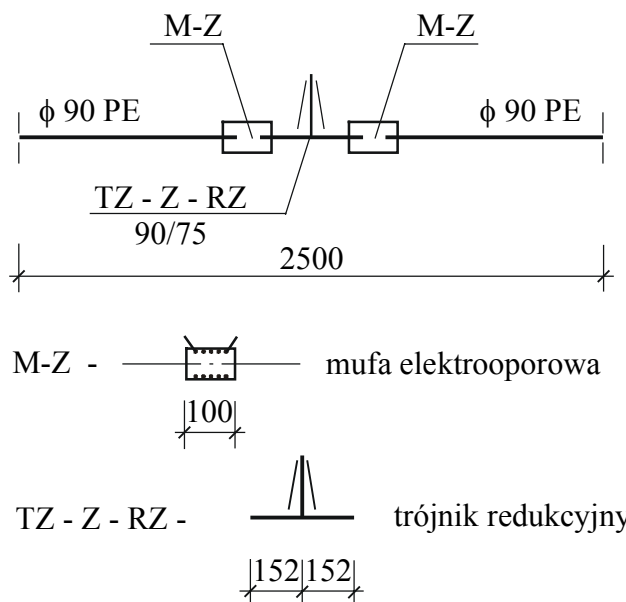 M-Z M-Z
ϕ 90 PE ϕ 90 PE
TZ - Z - RZ
90/75
2500
M-Z - mufa elektrooporowa
100
TZ - Z - RZ - trójnik redukcyjny
152 152